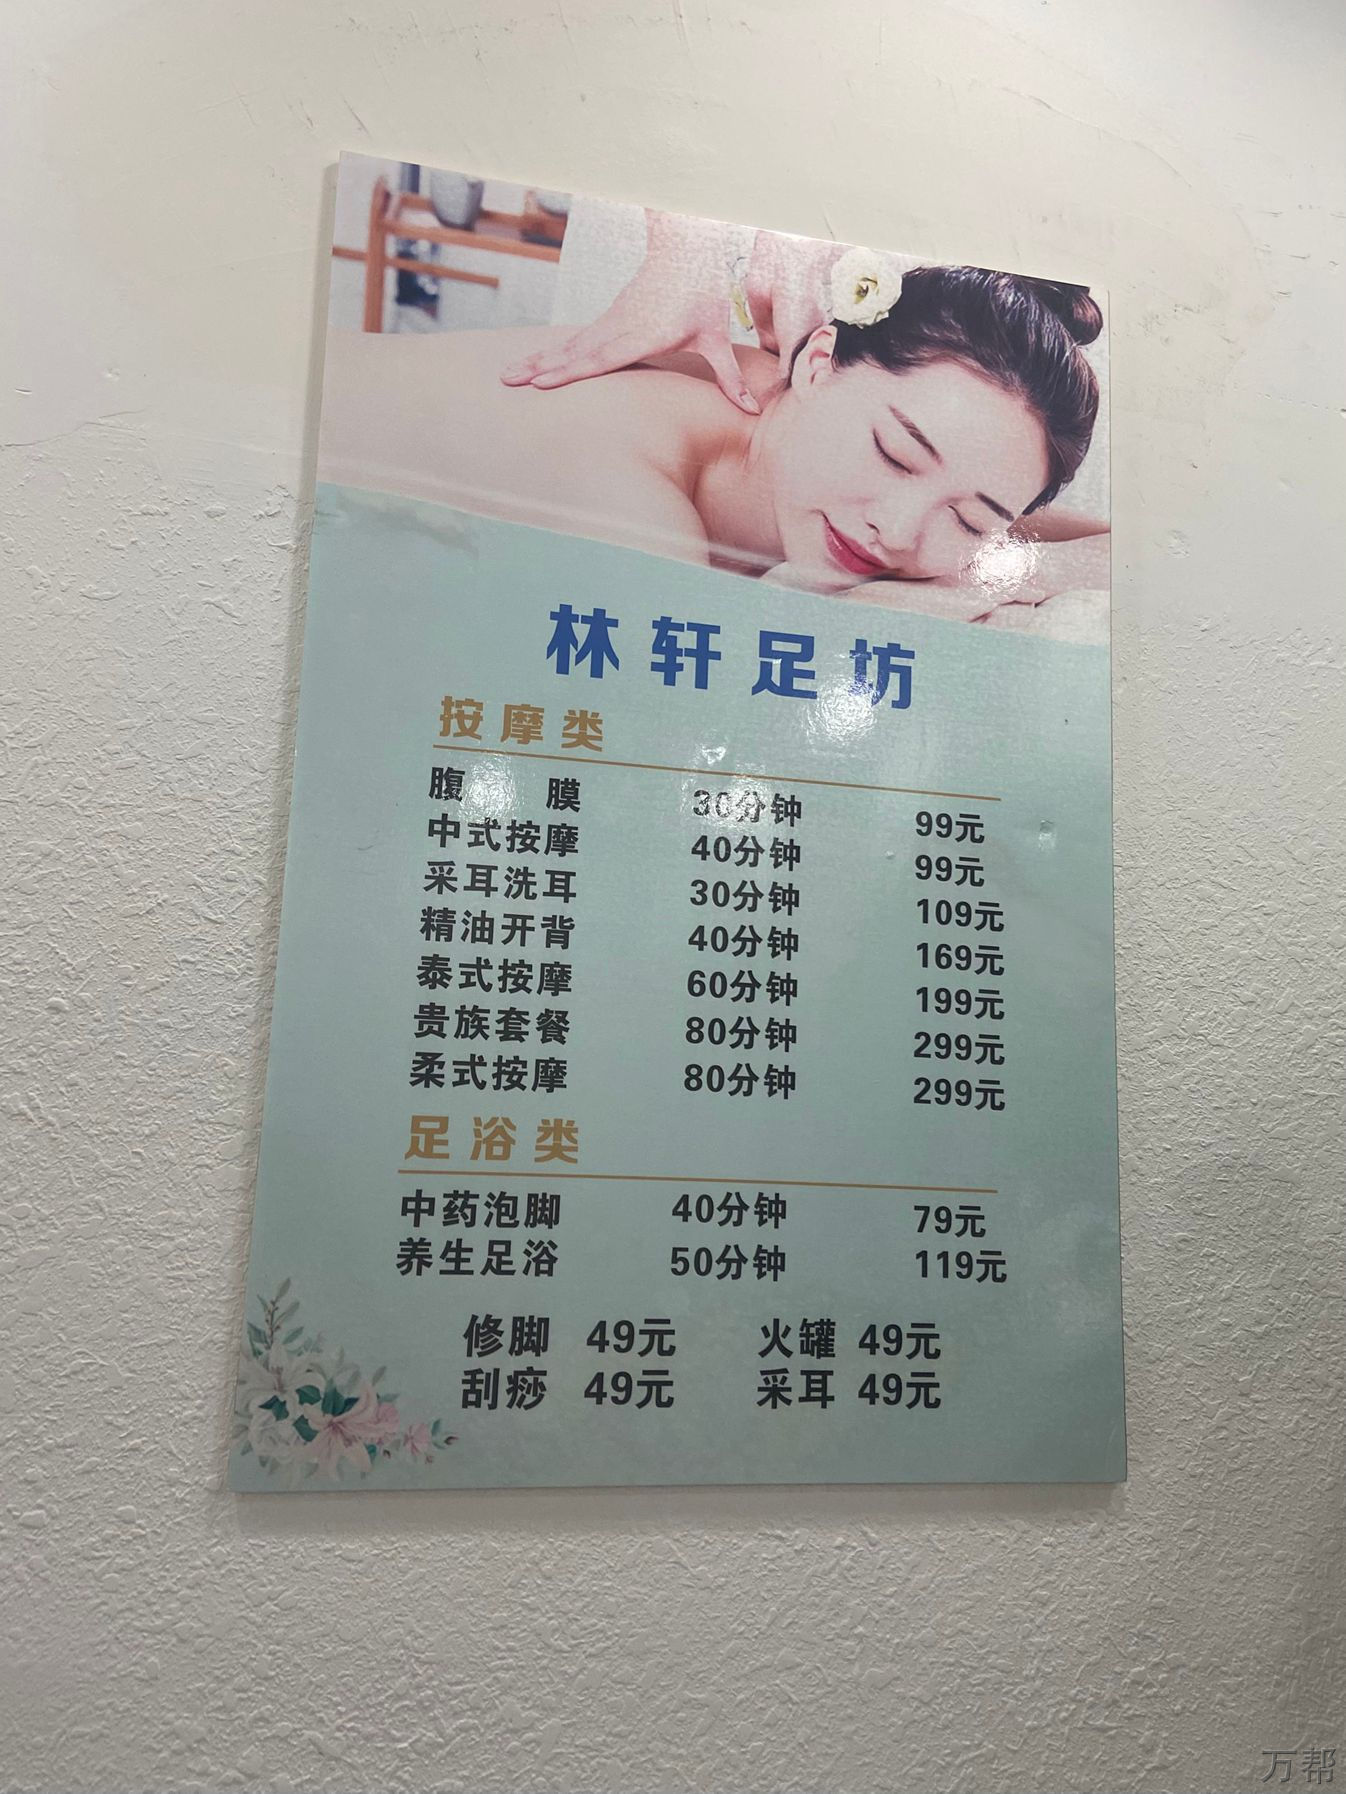 林轩足坊
按摩类
腹膜 30分钟 99元
中式按摩 40分钟 99元
采耳洗耳 30分钟 109元
精油开背 40分钟 169元
泰式按摩 60分钟 199元
贵族套餐 80分钟 299元
柔式按摩 80分钟 299元
足浴类
中药泡脚 40分钟 79元
养生足浴 50分钟 119元
修脚 49元 火罐 49元
刮痧 49元 采耳 49元
万帮